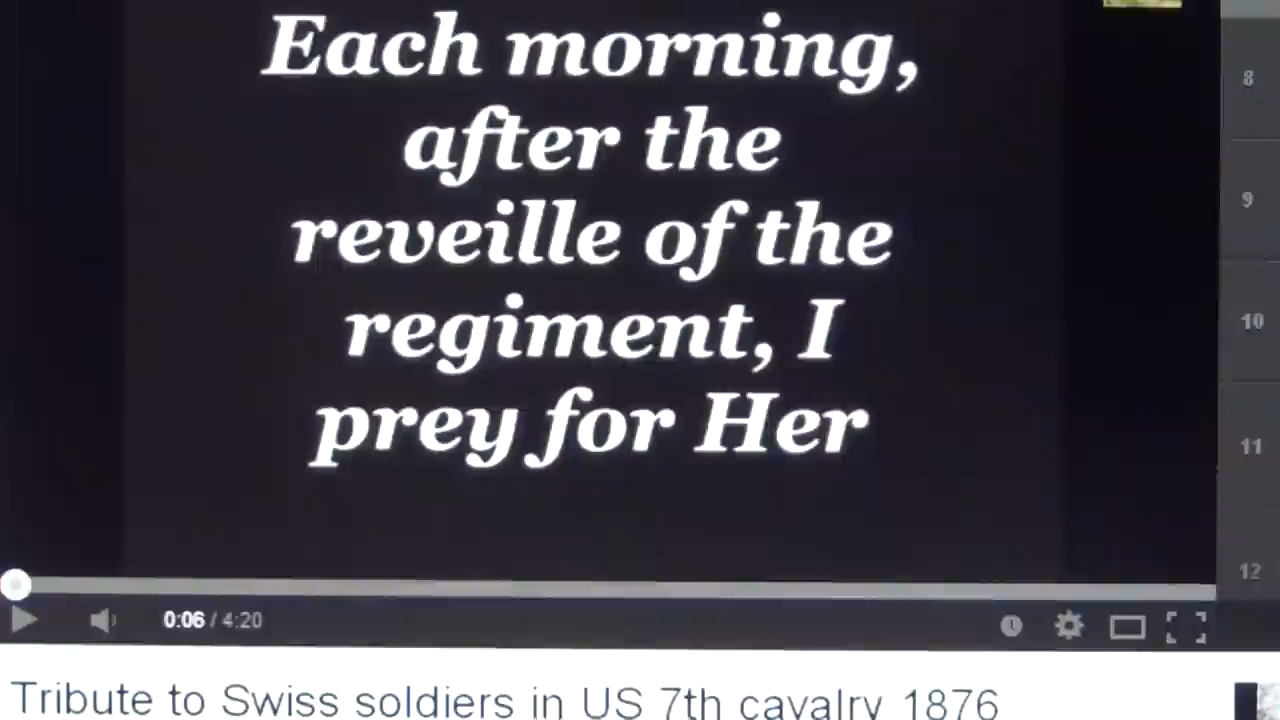 Each morning,
after the
reveille of the
regiment, I
prey for Her
8
9
10
11
12
0:06 / 4:20
Tribute to Swiss soldiers in US 7th cavalry 1876